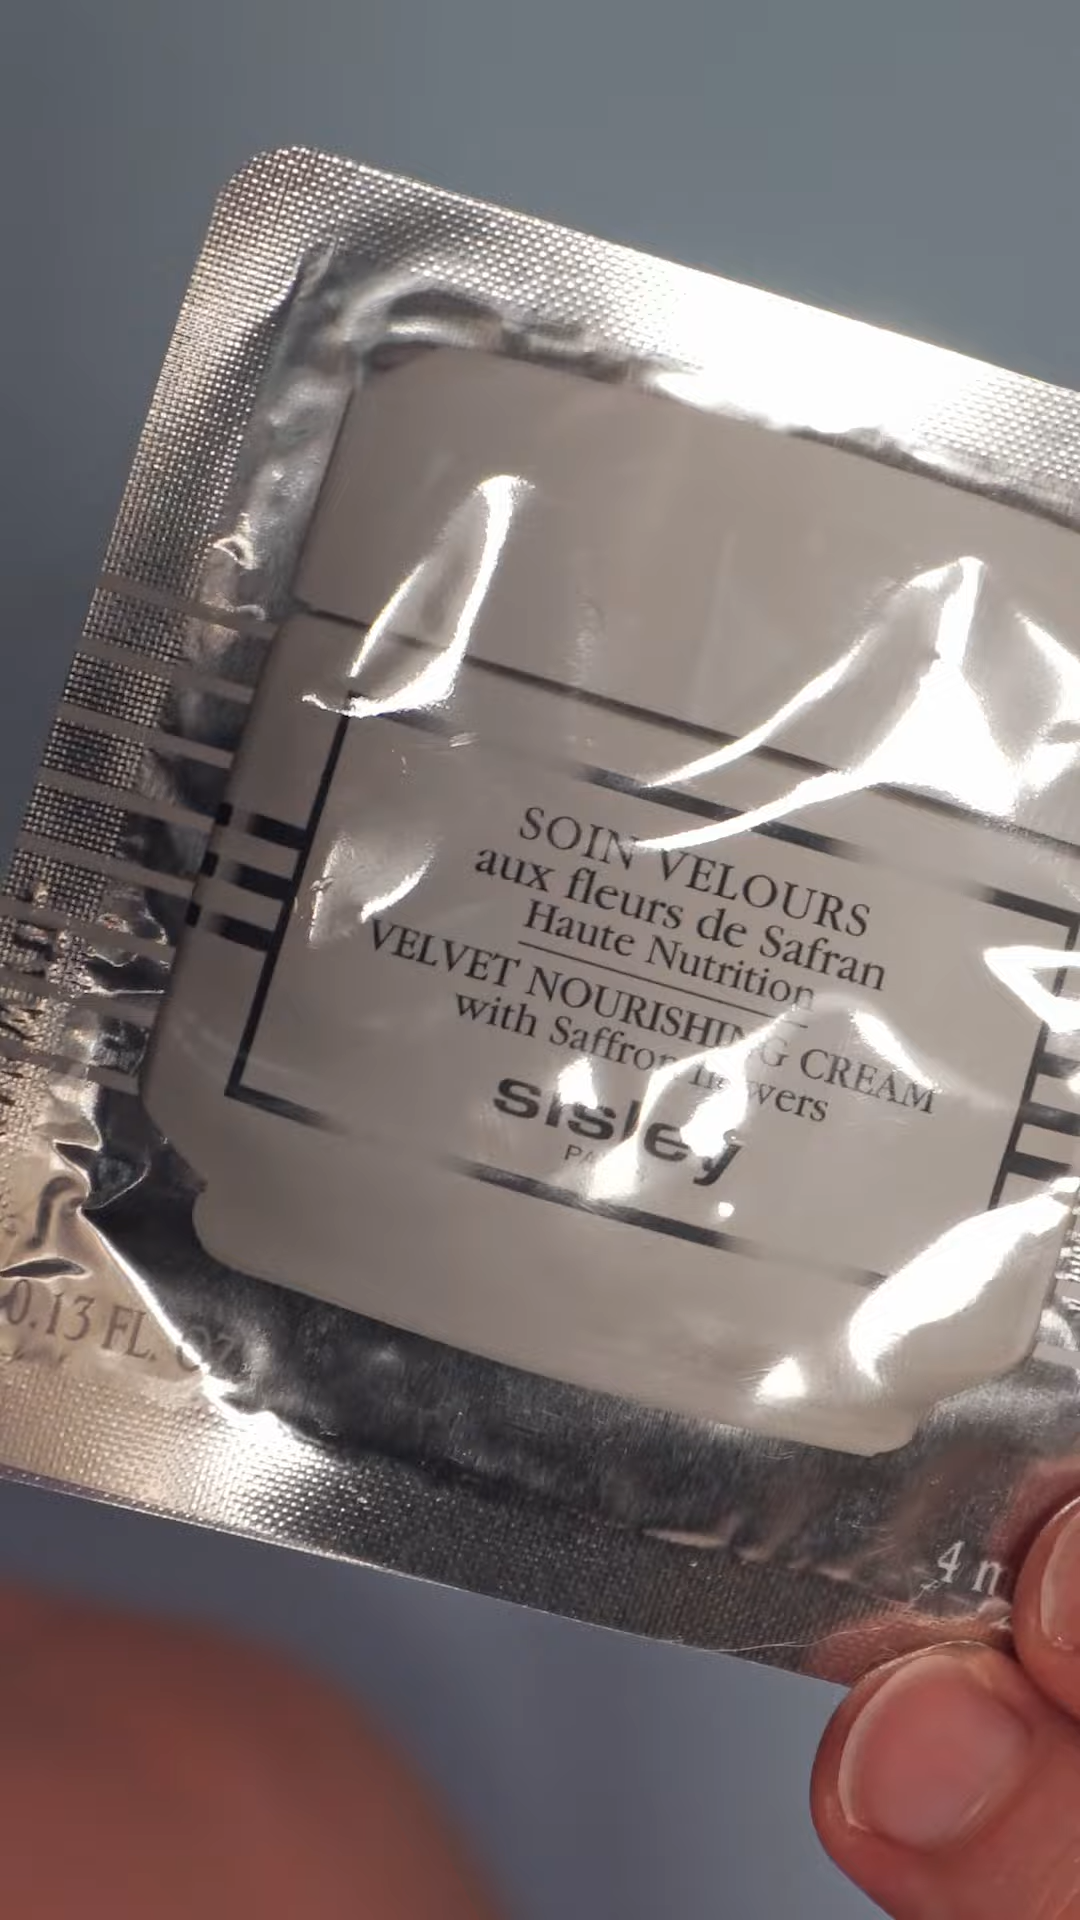 SOIN VELOURS
aux fleurs de Safran
Haute Nutrition
VELVET NOURISHING CREAM
with Saffron flowers
sisley
0.13 FL. OZ.
4 m